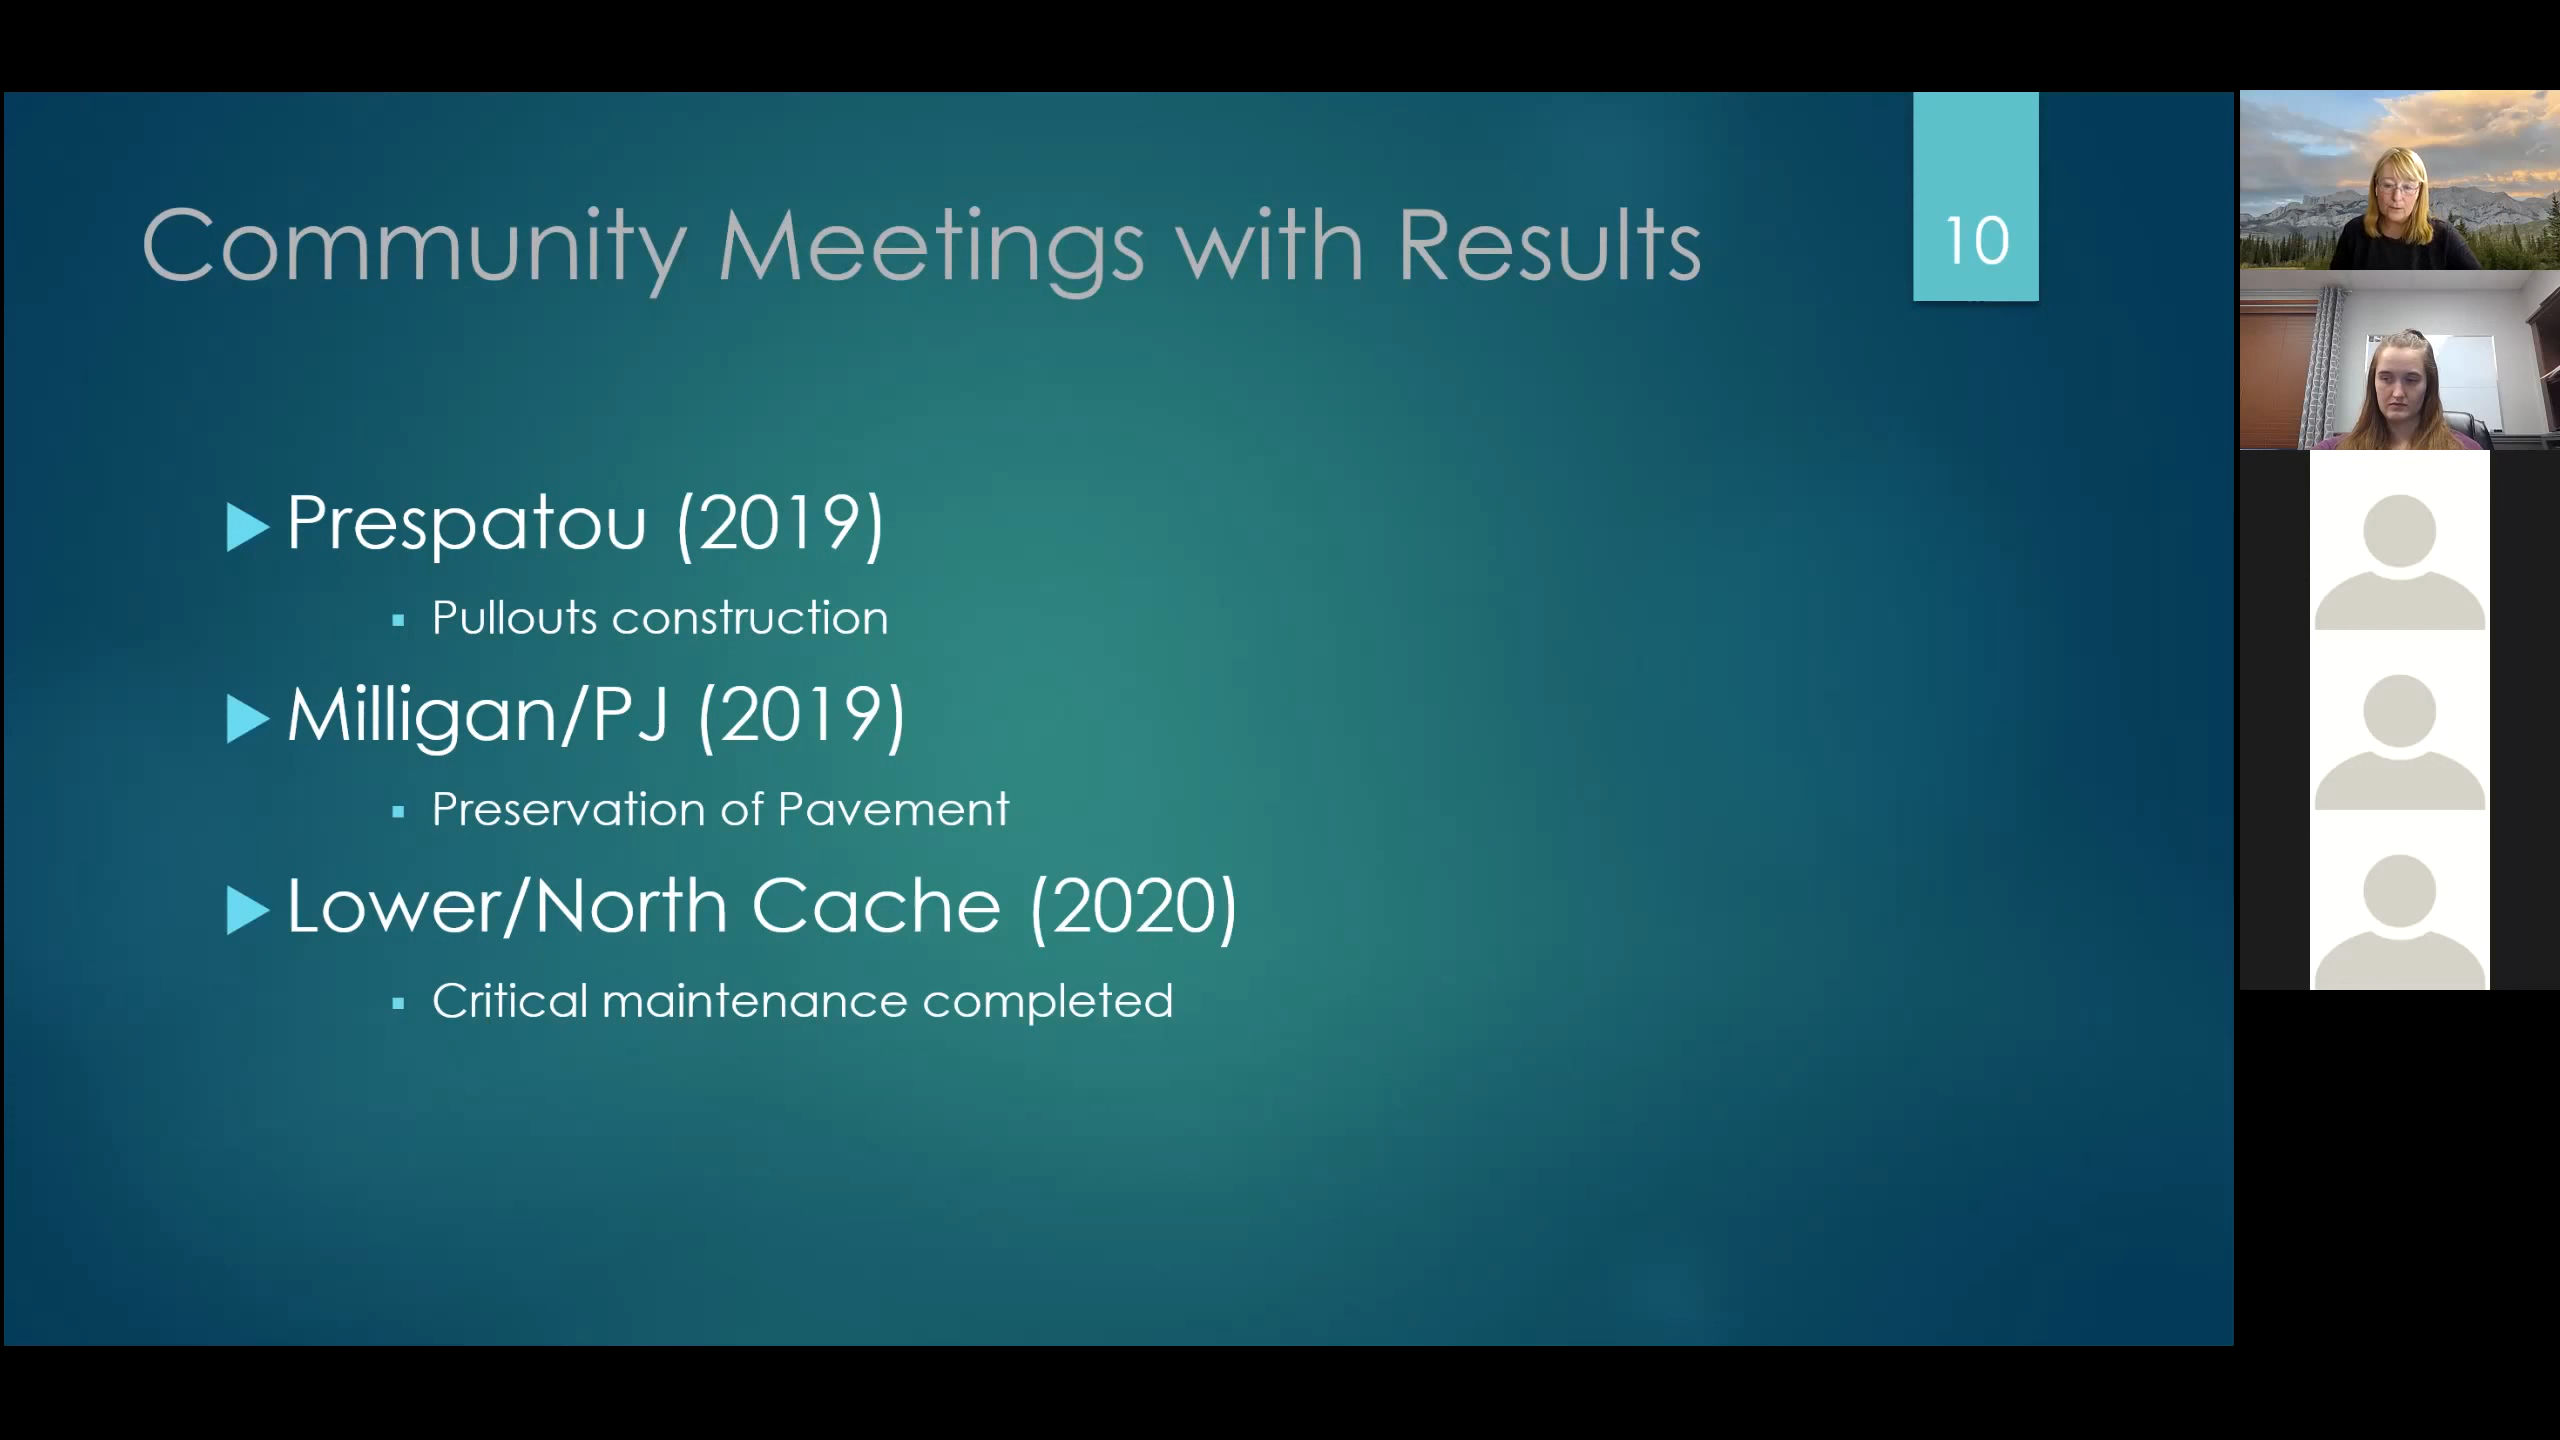 Community Meetings with Results
10
Prespatou (2019)
Pullouts construction
Milligan/PJ (2019)
Preservation of Pavement
Lower/North Cache (2020)
Critical maintenance completed